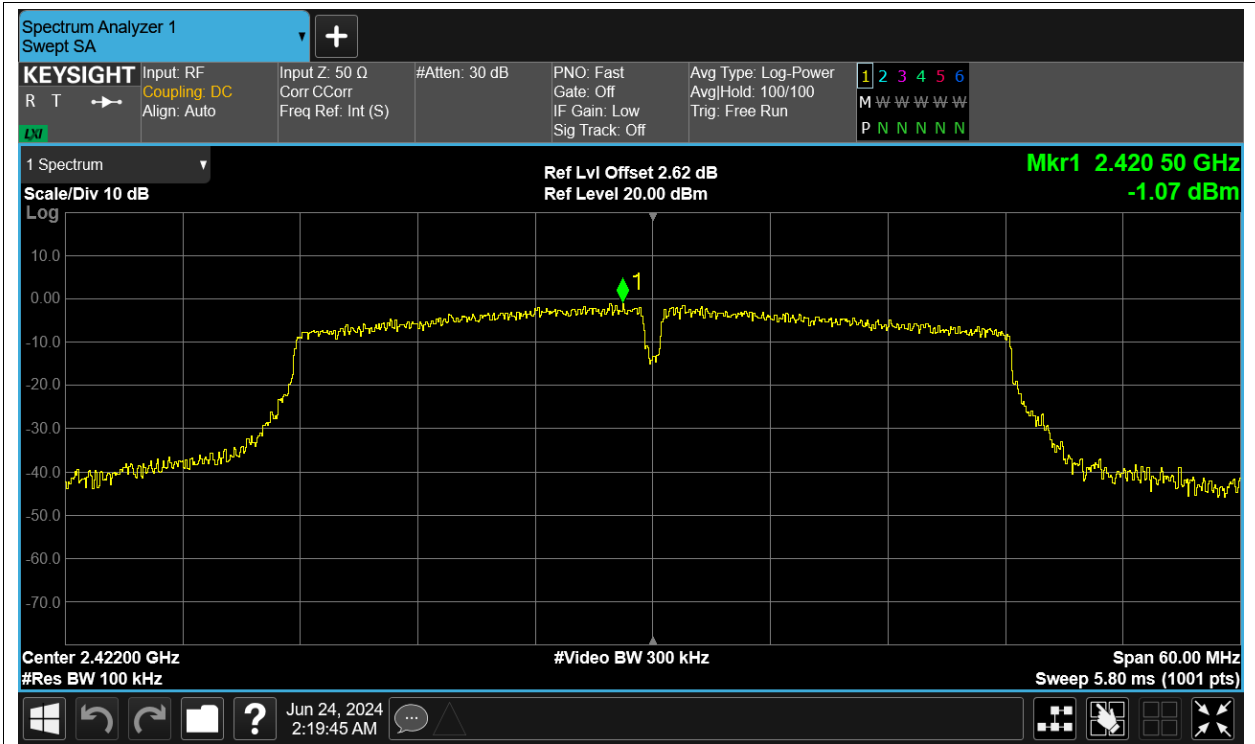 Spectrum Analyzer 1
Swept SA
KEYSIGHT
R T
LXI
Input: RF
Coupling: DC
Align: Auto
Input Z: 50 Ω
Corr CCorr
Freq Ref: Int (S)
#Atten: 30 dB
PNO: Fast
Gate: Off
IF Gain: Low
Sig Track: Off
Avg Type: Log-Power
Avg|Hold: 100/100
Trig: Free Run
1 2 3 4 5 6
M W W W W W
P N N N N N
1 Spectrum
Scale/Div 10 dB
Ref Lvl Offset 2.62 dB
Ref Level 20.00 dBm
Mkr1 2.420 50 GHz
-1.07 dBm
Log
10.0
0.00
-10.0
-20.0
-30.0
-40.0
-50.0
-60.0
-70.0
1
Center 2.42200 GHz
#Res BW 100 kHz
#Video BW 300 kHz
Span 60.00 MHz
Sweep 5.80 ms (1001 pts)
?
Jun 24, 2024
2:19:45 AM